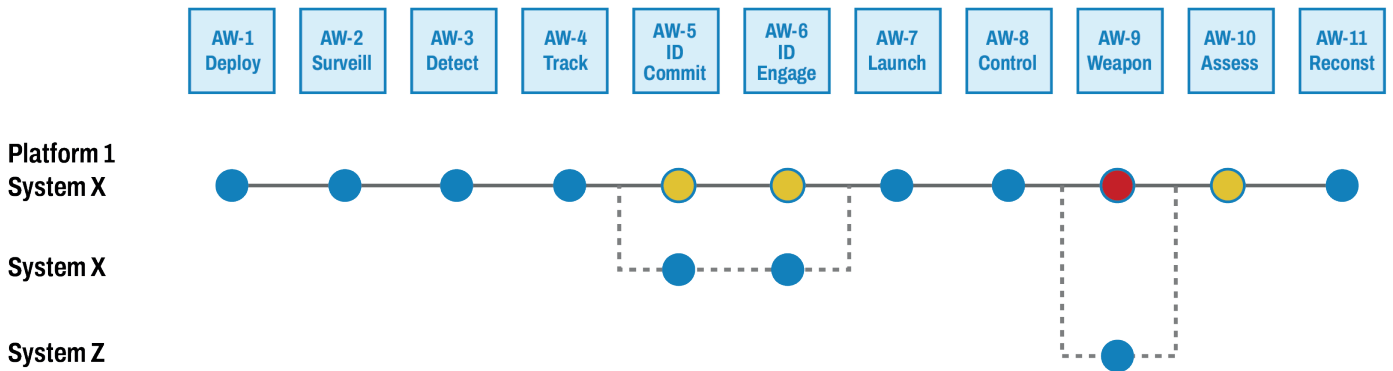 AW-1
Deploy
AW-2
Surveill
AW-3
Detect
AW-4
Track
AW-5
ID
Commit
AW-6
ID
Engage
AW-7
Launch
AW-8
Control
AW-9
Weapon
AW-10
Assess
AW-11
Reconst
Platform 1
System X
System X
System Z